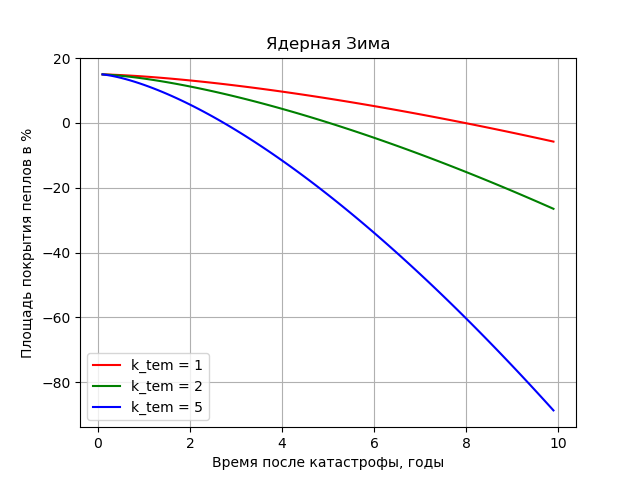 Ядерная Зима
Площадь покрытия пеплов в %
20
0
−20
−40
−60
−80
k_tem = 1
k_tem = 2
k_tem = 5
0 2 4 6 8 10
Время после катастрофы, годы